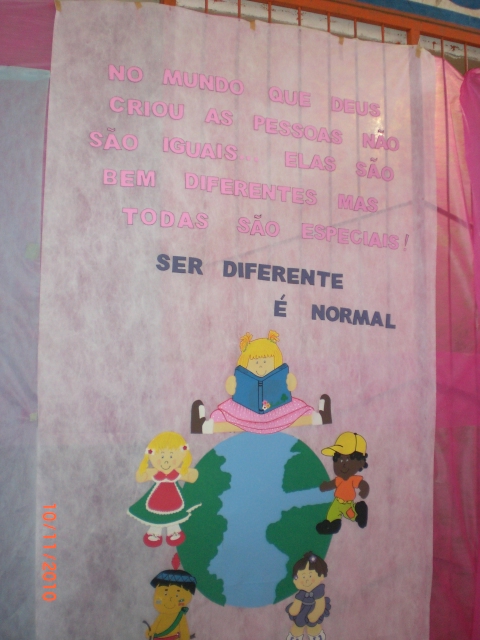 NO MUNDO QUE DEUS
CRIOU AS PESSOAS NÃO
SÃO IGUAIS.. ELAS SÃO
BEM DIFERENTES MAS
TODAS SÃO ESPECIAIS!
SER DIFERENTE
É NORMAL
10/11/2010